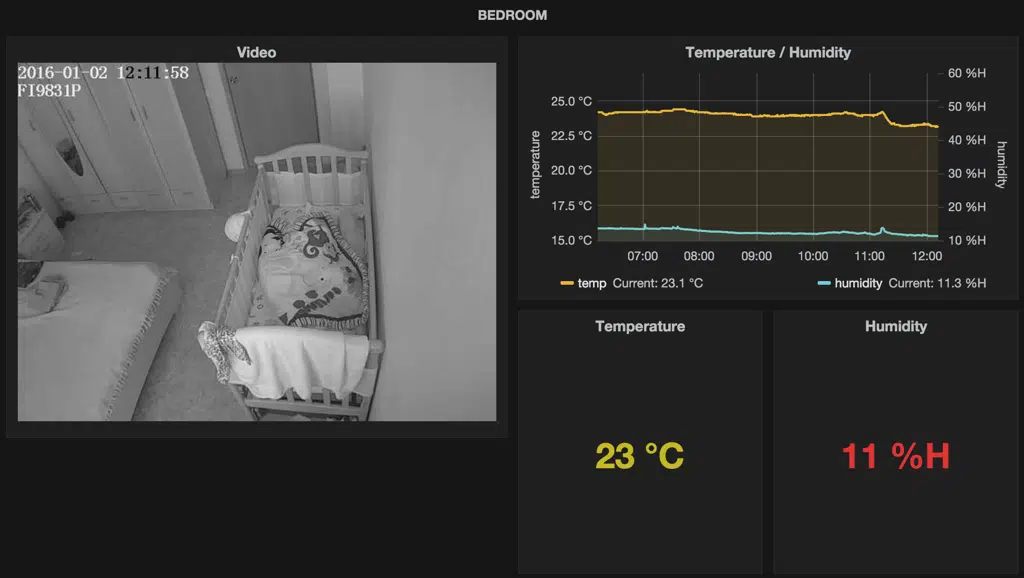 BEDROOM
Video
2016-01-02 12:11:58
FI9831P
Temperature / Humidity
60 %H
50 %H
40 %H
30 %H
20 %H
10 %H
25.0 °C
22.5 °C
20.0 °C
17.5 °C
15.0 °C
temperature
humidity
07:00 08:00 09:00 10:00 11:00 12:00
temp Current: 23.1 °C humidity Current: 11.3 %H
Temperature
23 °C
Humidity
11 %H